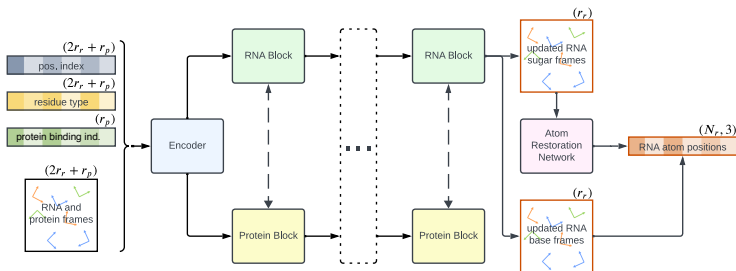 (2r_r + r_p)
pos, index
(2r_r + r_p)
residue type
(r_p)
protein binding ind.
(2r_r + r_p)
RNA and
protein frames
Encoder
RNA Block
Protein Block
RNA Block
Protein Block
(r_r)
updated RNA
sugar frames
Atom
Restoration
Network
(r_r)
updated RNA
base frames
(N_r, 3)
RNA atom positions